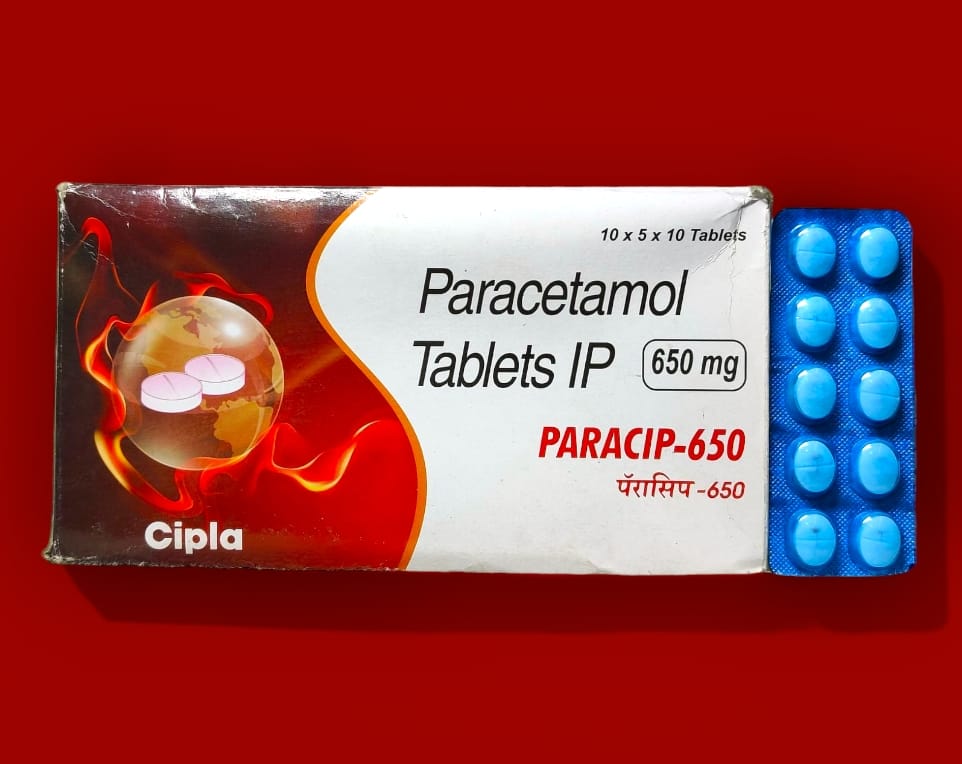 10 x 5 x 10 Tablets
Paracetamol
Tablets IP 650 mg
PARACIP-650
पॅरासिप -650
Cipla